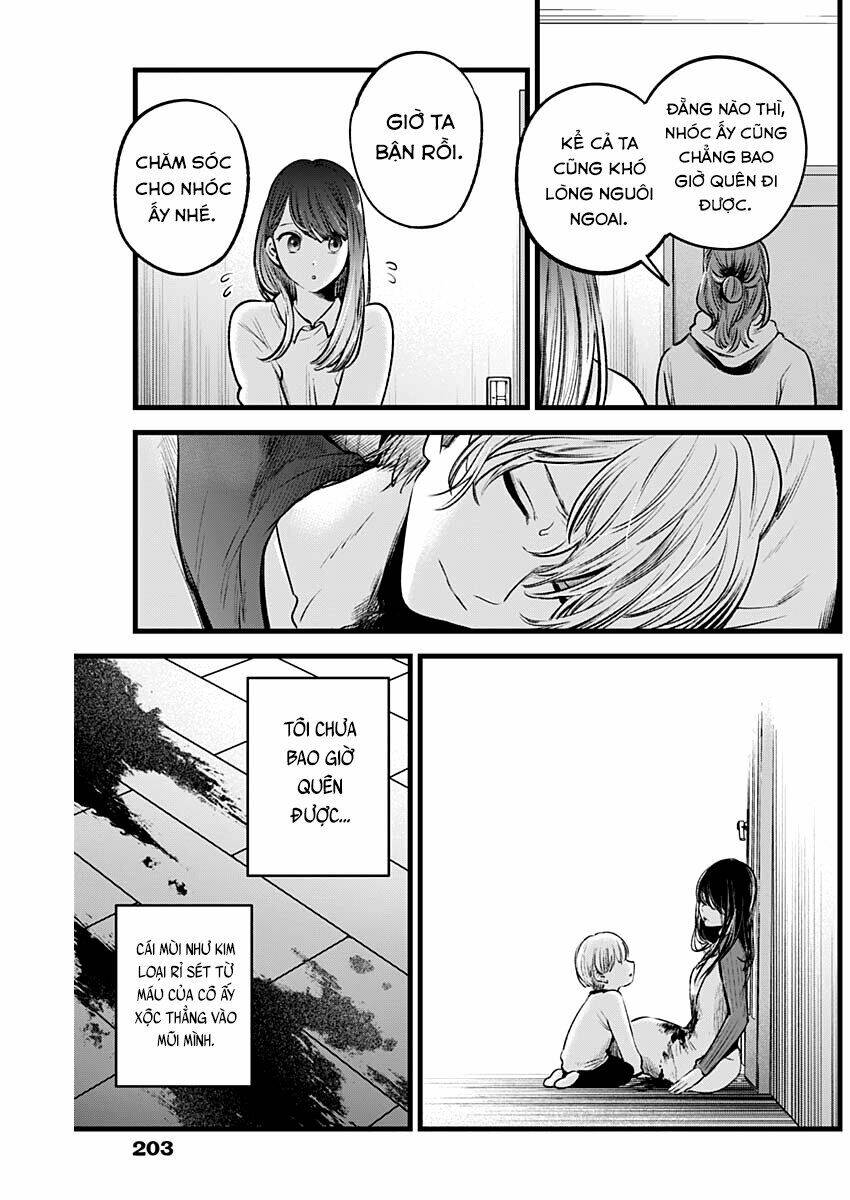 ĐẰNG NÀO THÌ,
NHÓC ẤY CŨNG
CHẲNG BAO
GIỜ QUÊN ĐI
ĐƯỢC.
KỂ CẢ TA
CŨNG KHÓ
LÒNG NGUÔI
NGOAI.
GIỜ TA
BẬN RỒI.
CHĂM SÓC
CHO NHÓC
ẤY NHÉ.
TÔI CHƯA
BAO GIỜ
QUÊN
ĐƯỢC...
CÁI MÙI NHƯ KIM
LOẠI RỈ SÉT TỪ
MÁU CỦA CÔ ẤY
XỘC THẲNG VÀO
MŨI MÌNH.
203